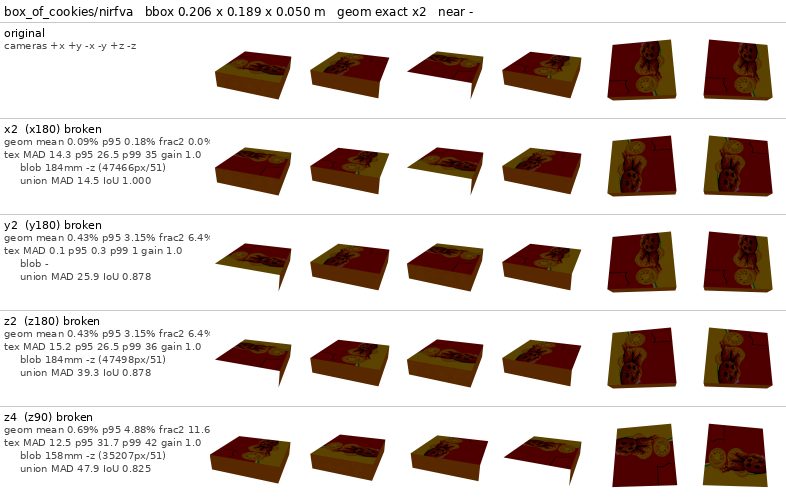 box_of_cookies/nirfva   bbox 0.206 x 0.189 x 0.050 m   geom exact x2   near -
original
cameras +x +y -x -y +z -z
x2  (x180) broken
geom mean 0.09% p95 0.18% frac2 0.0%
tex MAD 14.3 p95 26.5 p99 35 gain 1.0
blob 184mm -z (47466px/51)
union MAD 14.5 IoU 1.000
y2  (y180) broken
geom mean 0.43% p95 3.15% frac2 6.4%
tex MAD 0.1 p95 0.3 p99 1 gain 1.0
blob -
union MAD 25.9 IoU 0.878
z2  (z180) broken
geom mean 0.43% p95 3.15% frac2 6.4%
tex MAD 15.2 p95 26.5 p99 36 gain 1.0
blob 184mm -z (47498px/51)
union MAD 39.3 IoU 0.878
z4  (z90) broken
geom mean 0.69% p95 4.88% frac2 11.6
tex MAD 12.5 p95 31.7 p99 42 gain 1.0
blob 158mm -z (35207px/51)
union MAD 47.9 IoU 0.825